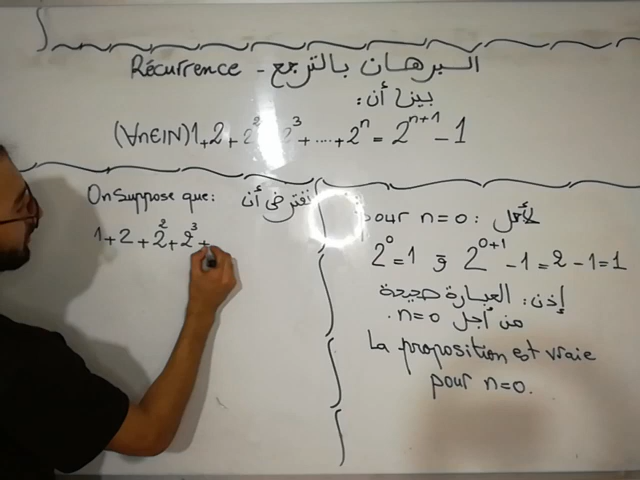 البرهان بالترجع - Récurrence
بين أن:
(∀n∈ℕ) 1+2+2²+2³+....+2ⁿ = 2ⁿ⁺¹ - 1
لأجل: pour n=0
2⁰=1 و 2⁰⁺¹ -1 = 2 -1 = 1
إذن: العبارة صحيحة
من أجل n=0.
La proposition est vraie
pour n=0.
On suppose que: نفترض أن
1+2+2²+2³+